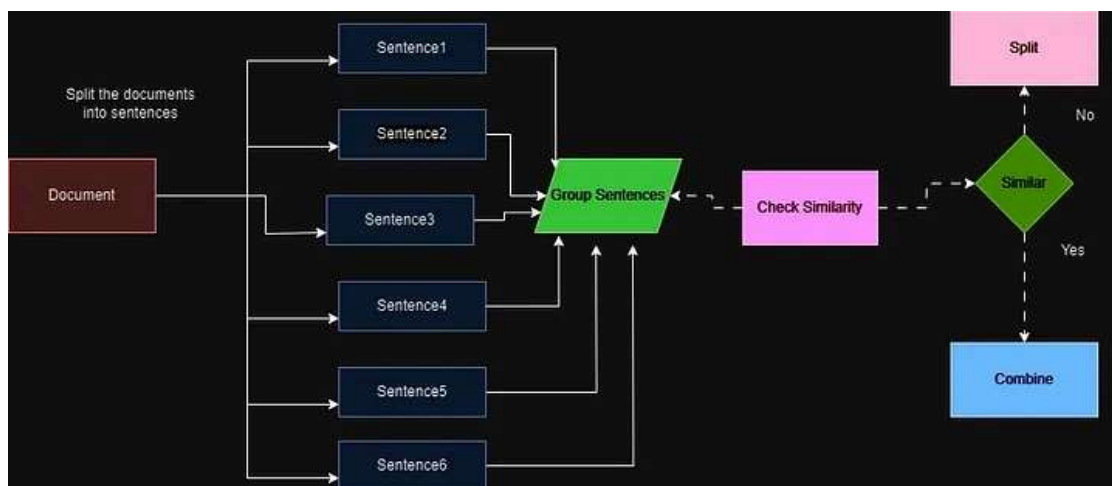 Split the documents
into sentences
Document
Sentence1
Sentence2
Sentence3
Sentence4
Sentence5
Sentence6
Group Sentences
Check Similarity
Split
No
Similar
Yes
Combine